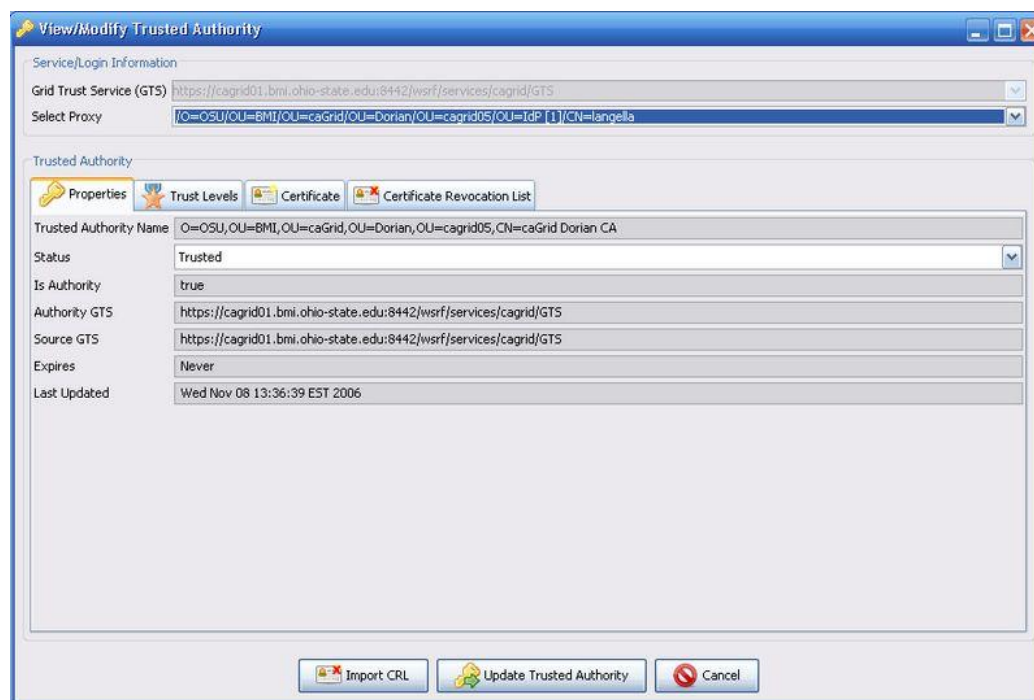 View/Modify Trusted Authority
Service/Login Information
Grid Trust Service (GTS) https://cagrid01.bmi.ohio-state.edu:8442/wsrf/services/cagrid/GTS
Select Proxy /O=OSU/OU=BMI/OU=caGrid/OU=Dorian/OU=cagrid05/OU=IdP [1]/CN=langella
Trusted Authority
Properties Trust Levels Certificate Certificate Revocation List
Trusted Authority Name O=OSU,OU=BMI,OU=caGrid,OU=Dorian,OU=cagrid05,CN=caGrid Dorian CA
Status Trusted
Is Authority true
Authority GTS https://cagrid01.bmi.ohio-state.edu:8442/wsrf/services/cagrid/GTS
Source GTS https://cagrid01.bmi.ohio-state.edu:8442/wsrf/services/cagrid/GTS
Expires Never
Last Updated Wed Nov 08 13:36:39 EST 2006
Import CRL Update Trusted Authority Cancel